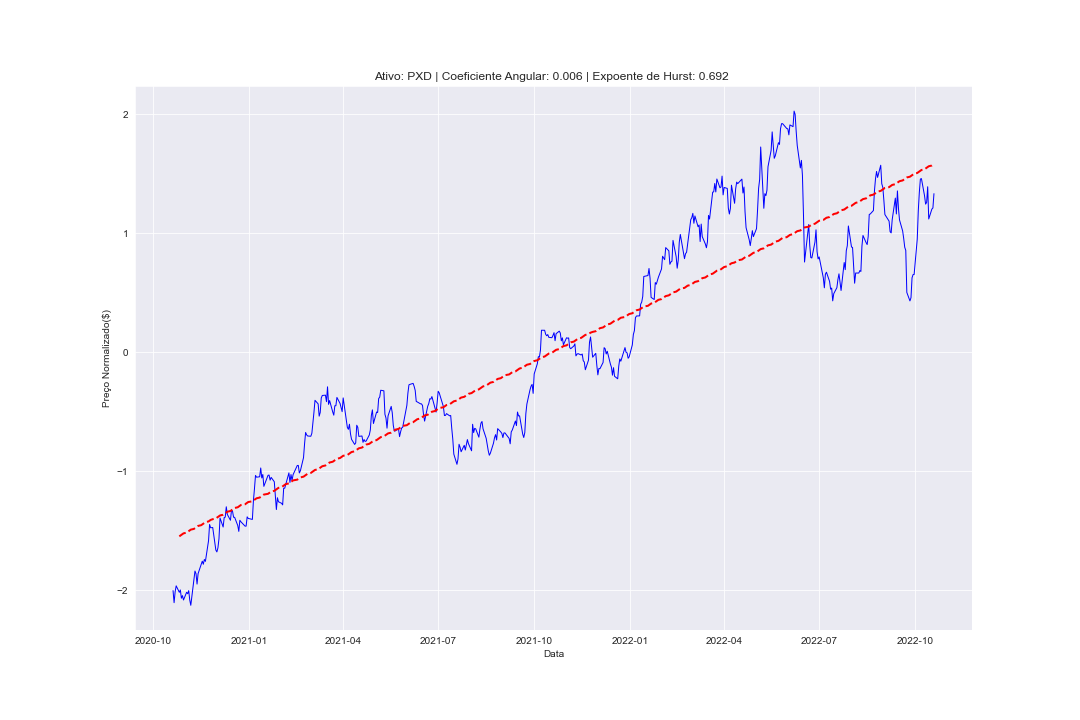 Ativo: PXD | Coeficiente Angular: 0.006 | Expoente de Hurst: 0.692
Preço Normalizado($)
2
1
0
−1
−2
2020-10 2021-01 2021-04 2021-07 2021-10 2022-01 2022-04 2022-07 2022-10
Data